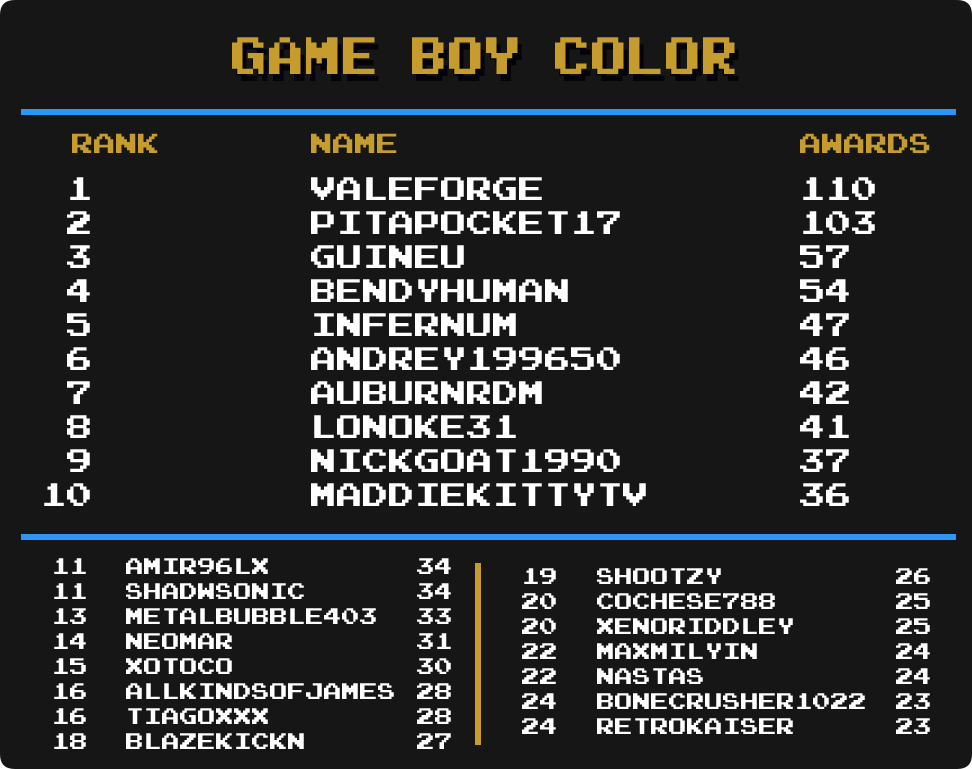 GAME BOY COLOR
RANK NAME AWARDS
1 VALEFORGE 110
2 PITAPOCKET17 103
3 GUINEU 57
4 BENDYHUMAN 54
5 INFERNUM 47
6 ANDREY199650 46
7 AUBURNRDM 42
8 LONOKE31 41
9 NICKGOAT1990 37
10 MADDIEKITTYTV 36
11 AMIR96LX 34
11 SHADWSONIC 34
13 METALBUBBLE403 33
14 NEOMAR 31
15 XOTOCO 30
16 ALLKINDSOFJAMES 28
16 TIAGOXXX 28
18 BLAZEKICKN 27
19 SHOOTZY 26
20 COCHESE788 25
20 XENORIDDLEY 25
22 MAXMILYIN 24
22 NASTAS 24
24 BONECRUSHER1022 23
24 RETROKAISER 23